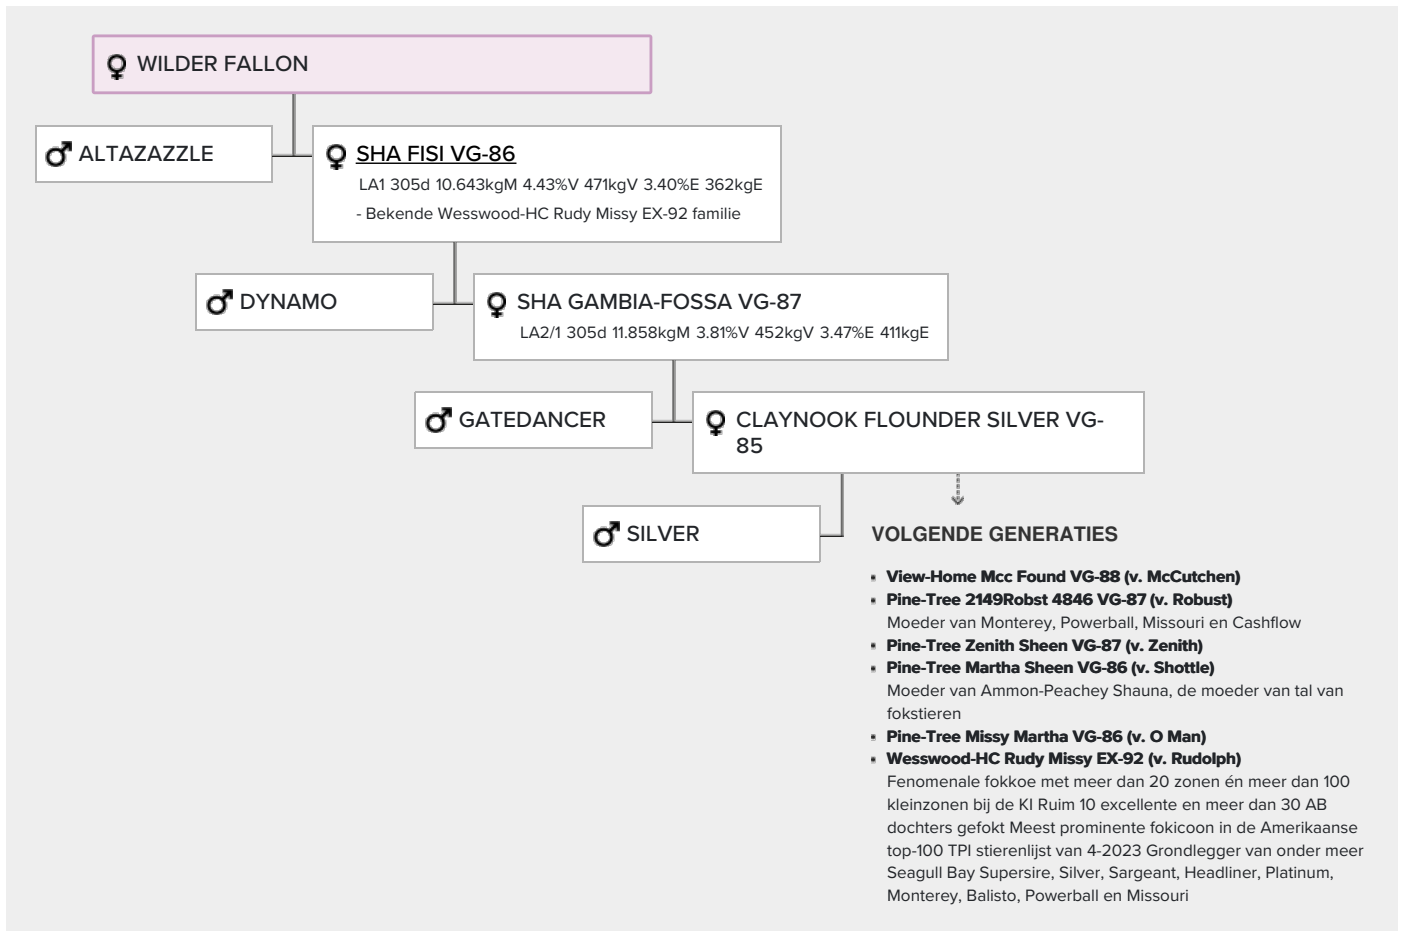 WILDER FALLON
ALTAZAZZLE
SHA FISI VG-86
LA1 305d 10.643kgM 4.43%V 471kgV 3.40%E 362kgE
- Bekende Wesswood-HC Rudy Missy EX-92 familie
DYNAMO
SHA GAMBIA-FOSSA VG-87
LA2/1 305d 11.858kgM 3.81%V 452kgV 3.47%E 411kgE
GATEDANCER
CLAYNOOK FLOUNDER SILVER VG-
85
SILVER
VOLGENDE GENERATIES
▪ View-Home Mcc Found VG-88 (v. McCutchen)
▪ Pine-Tree 2149Robst 4846 VG-87 (v. Robust)
Moeder van Monterey, Powerball, Missouri en Cashflow
▪ Pine-Tree Zenith Sheen VG-87 (v. Zenith)
▪ Pine-Tree Martha Sheen VG-86 (v. Shottle)
Moeder van Ammon-Peachey Shauna, de moeder van tal van
fokstieren
▪ Pine-Tree Missy Martha VG-86 (v. O Man)
▪ Wesswood-HC Rudy Missy EX-92 (v. Rudolph)
Fenomenale fokkoe met meer dan 20 zonen én meer dan 100
kleinzonen bij de KI Ruim 10 excellente en meer dan 30 AB
dochters gefokt Meest prominente fokicoon in de Amerikaanse
top-100 TPI stierenlijst van 4-2023 Grondlegger van onder meer
Seagull Bay Supersire, Silver, Sargeant, Headliner, Platinum,
Monterey, Balisto, Powerball en Missouri